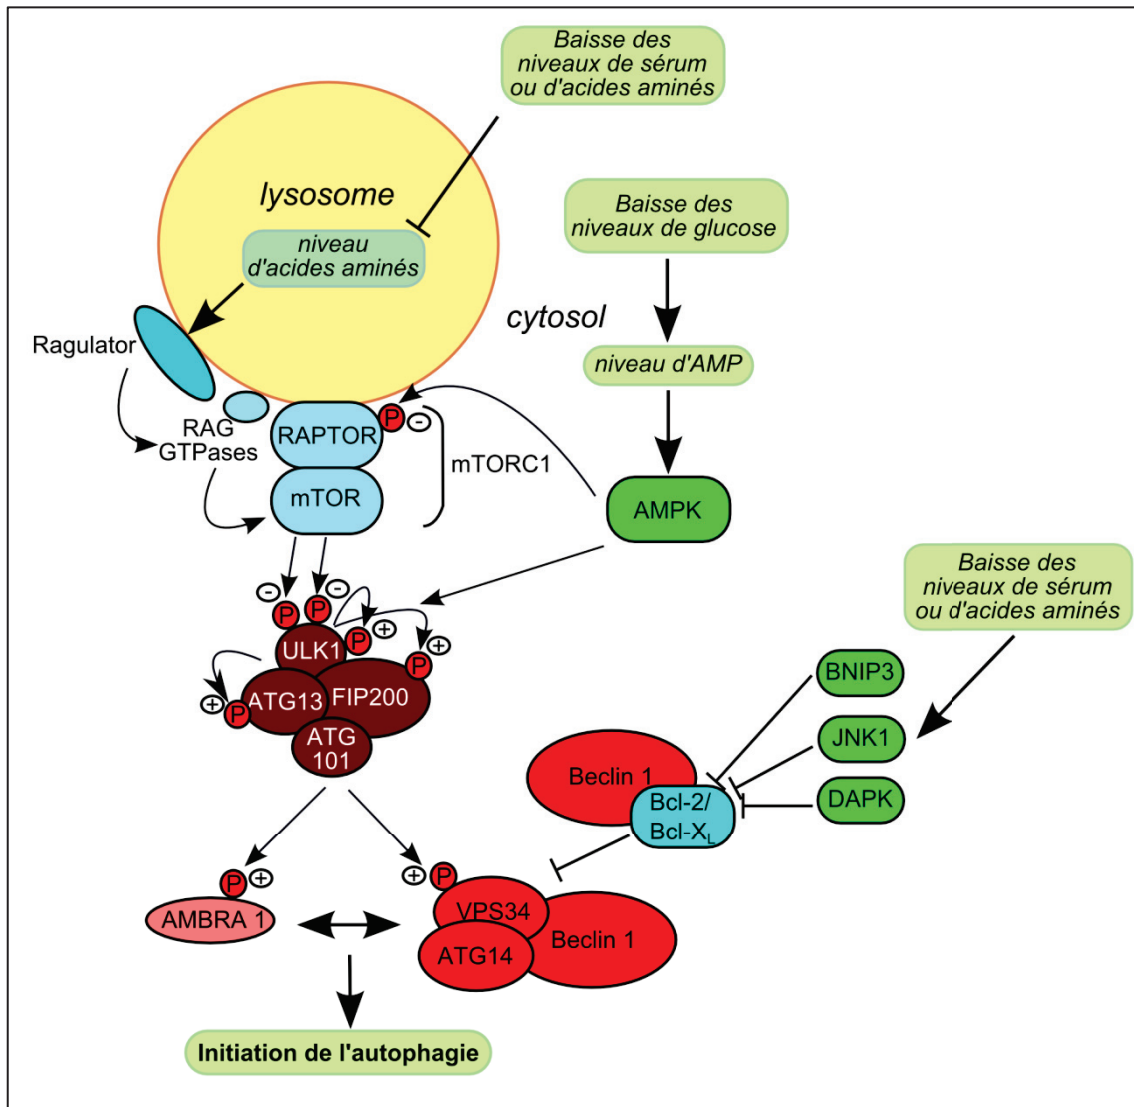 Baisse des
niveaux de sérum
ou d'acides aminés
lysosome
Baisse des
niveaux de glucose
niveau
d'acides aminés
cytosol
Ragulator
niveau d'AMP
RAG
GTPases
RAPTOR
P
-
mTORC1
mTOR
AMPK
Baisse des
niveaux de sérum
ou d'acides aminés
-
P
P
-
ULK1
P
+
P
+
ATG13
FIP200
+
P
ATG
101
BNIP3
JNK1
DAPK
Beclin 1
Bcl-2/
Bcl-XL
P
+
AMBRA 1
+
P
VPS34
ATG14
Beclin 1
Initiation de l'autophagie